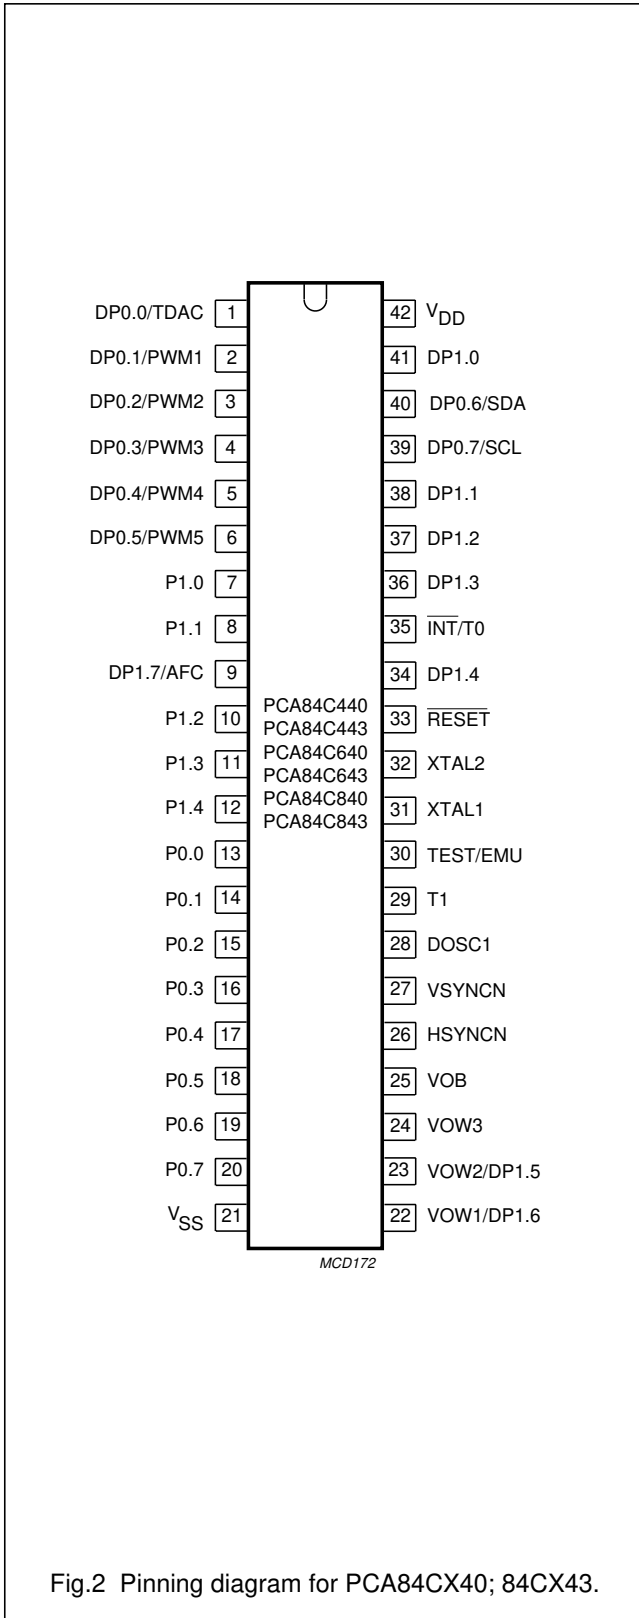 DP0.0/TDAC 1 42 VDD
DP0.1/PWM1 2 41 DP1.0
DP0.2/PWM2 3 40 DP0.6/SDA
DP0.3/PWM3 4 39 DP0.7/SCL
DP0.4/PWM4 5 38 DP1.1
DP0.5/PWM5 6 37 DP1.2
P1.0 7 36 DP1.3
P1.1 8 35 INT/T0
DP1.7/AFC 9 34 DP1.4
PCA84C440
P1.2 10 33 RESET
PCA84C443
PCA84C640
P1.3 11 32 XTAL2
PCA84C643
PCA84C840
P1.4 12 31 XTAL1
PCA84C843
P0.0 13 30 TEST/EMU
P0.1 14 29 T1
P0.2 15 28 DOSC1
P0.3 16 27 VSYNCN
P0.4 17 26 HSYNCN
P0.5 18 25 VOB
P0.6 19 24 VOW3
P0.7 20 23 VOW2/DP1.5
VSS 21 22 VOW1/DP1.6
MCD172
Fig.2 Pinning diagram for PCA84CX40; 84CX43.